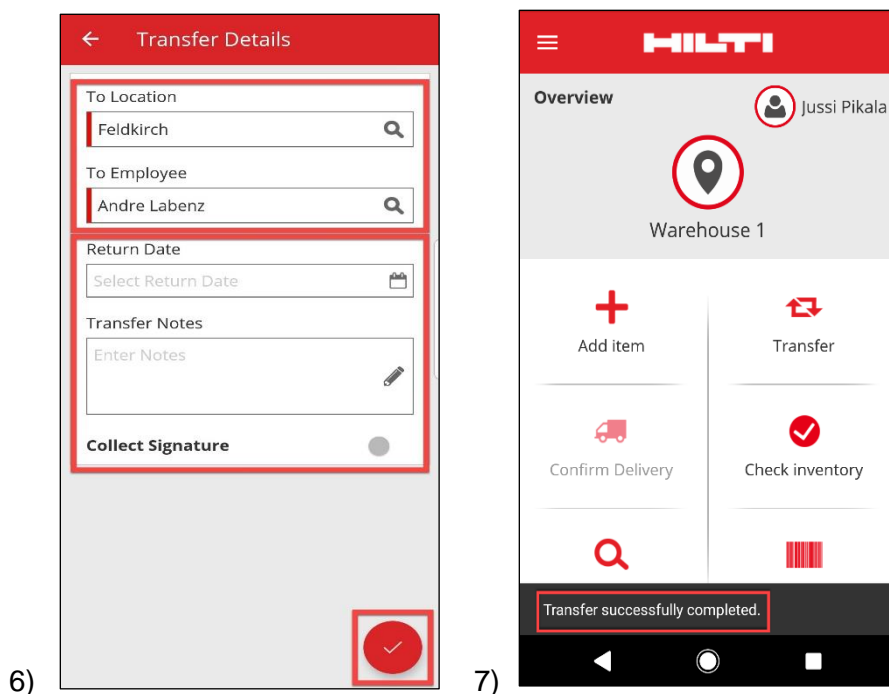 Transfer Details
To Location
Feldkirch
To Employee
Andre Labenz
Return Date
Select Return Date
Transfer Notes
Enter Notes
Collect Signature
6)
HILTI
Overview
Jussi Pikala
Warehouse 1
Add item
Transfer
Confirm Delivery
Check inventory
Transfer successfully completed.
7)